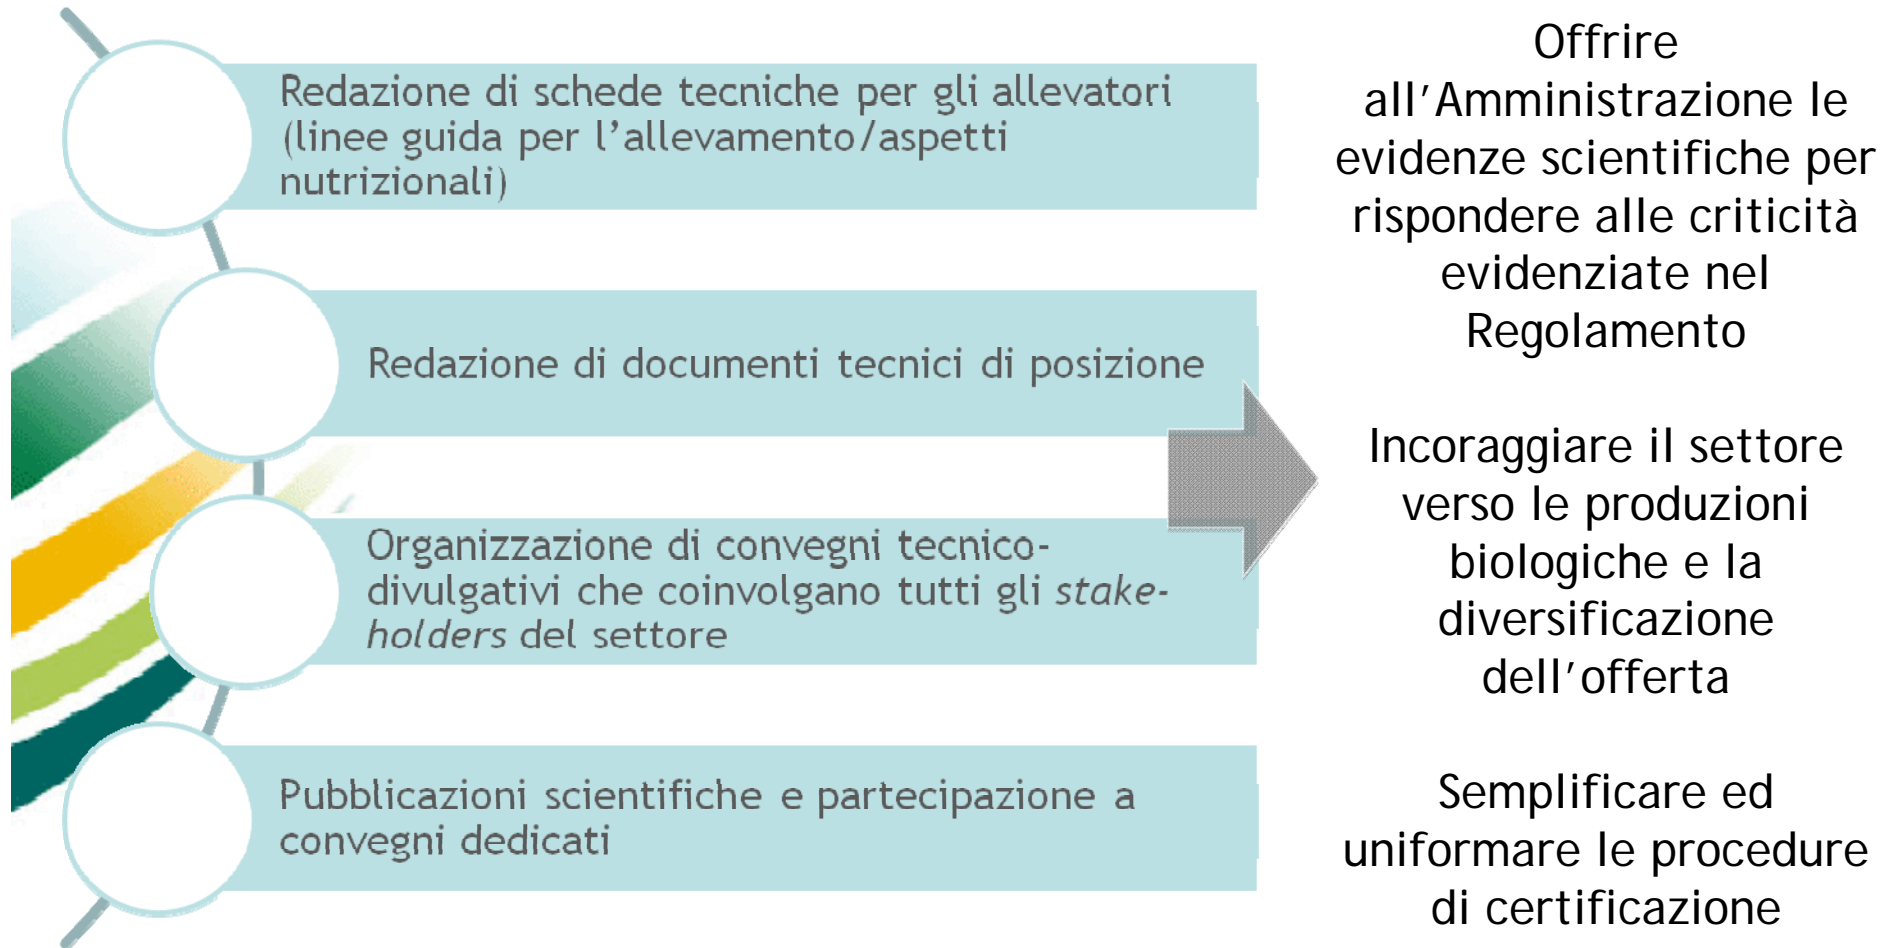 Redazione di schede tecniche per gli allevatori
(linee guida per l’allevamento/aspetti
nutrizionali)
Redazione di documenti tecnici di posizione
Organizzazione di convegni tecnico-
divulgativi che coinvolgano tutti gli stake-
holders del settore
Pubblicazioni scientifiche e partecipazione a
convegni dedicati
Offrire
all’Amministrazione le
evidenze scientifiche per
rispondere alle criticità
evidenziate nel
Regolamento
Incoraggiare il settore
verso le produzioni
biologiche e la
diversificazione
dell’offerta
Semplificare ed
uniformare le procedure
di certificazione